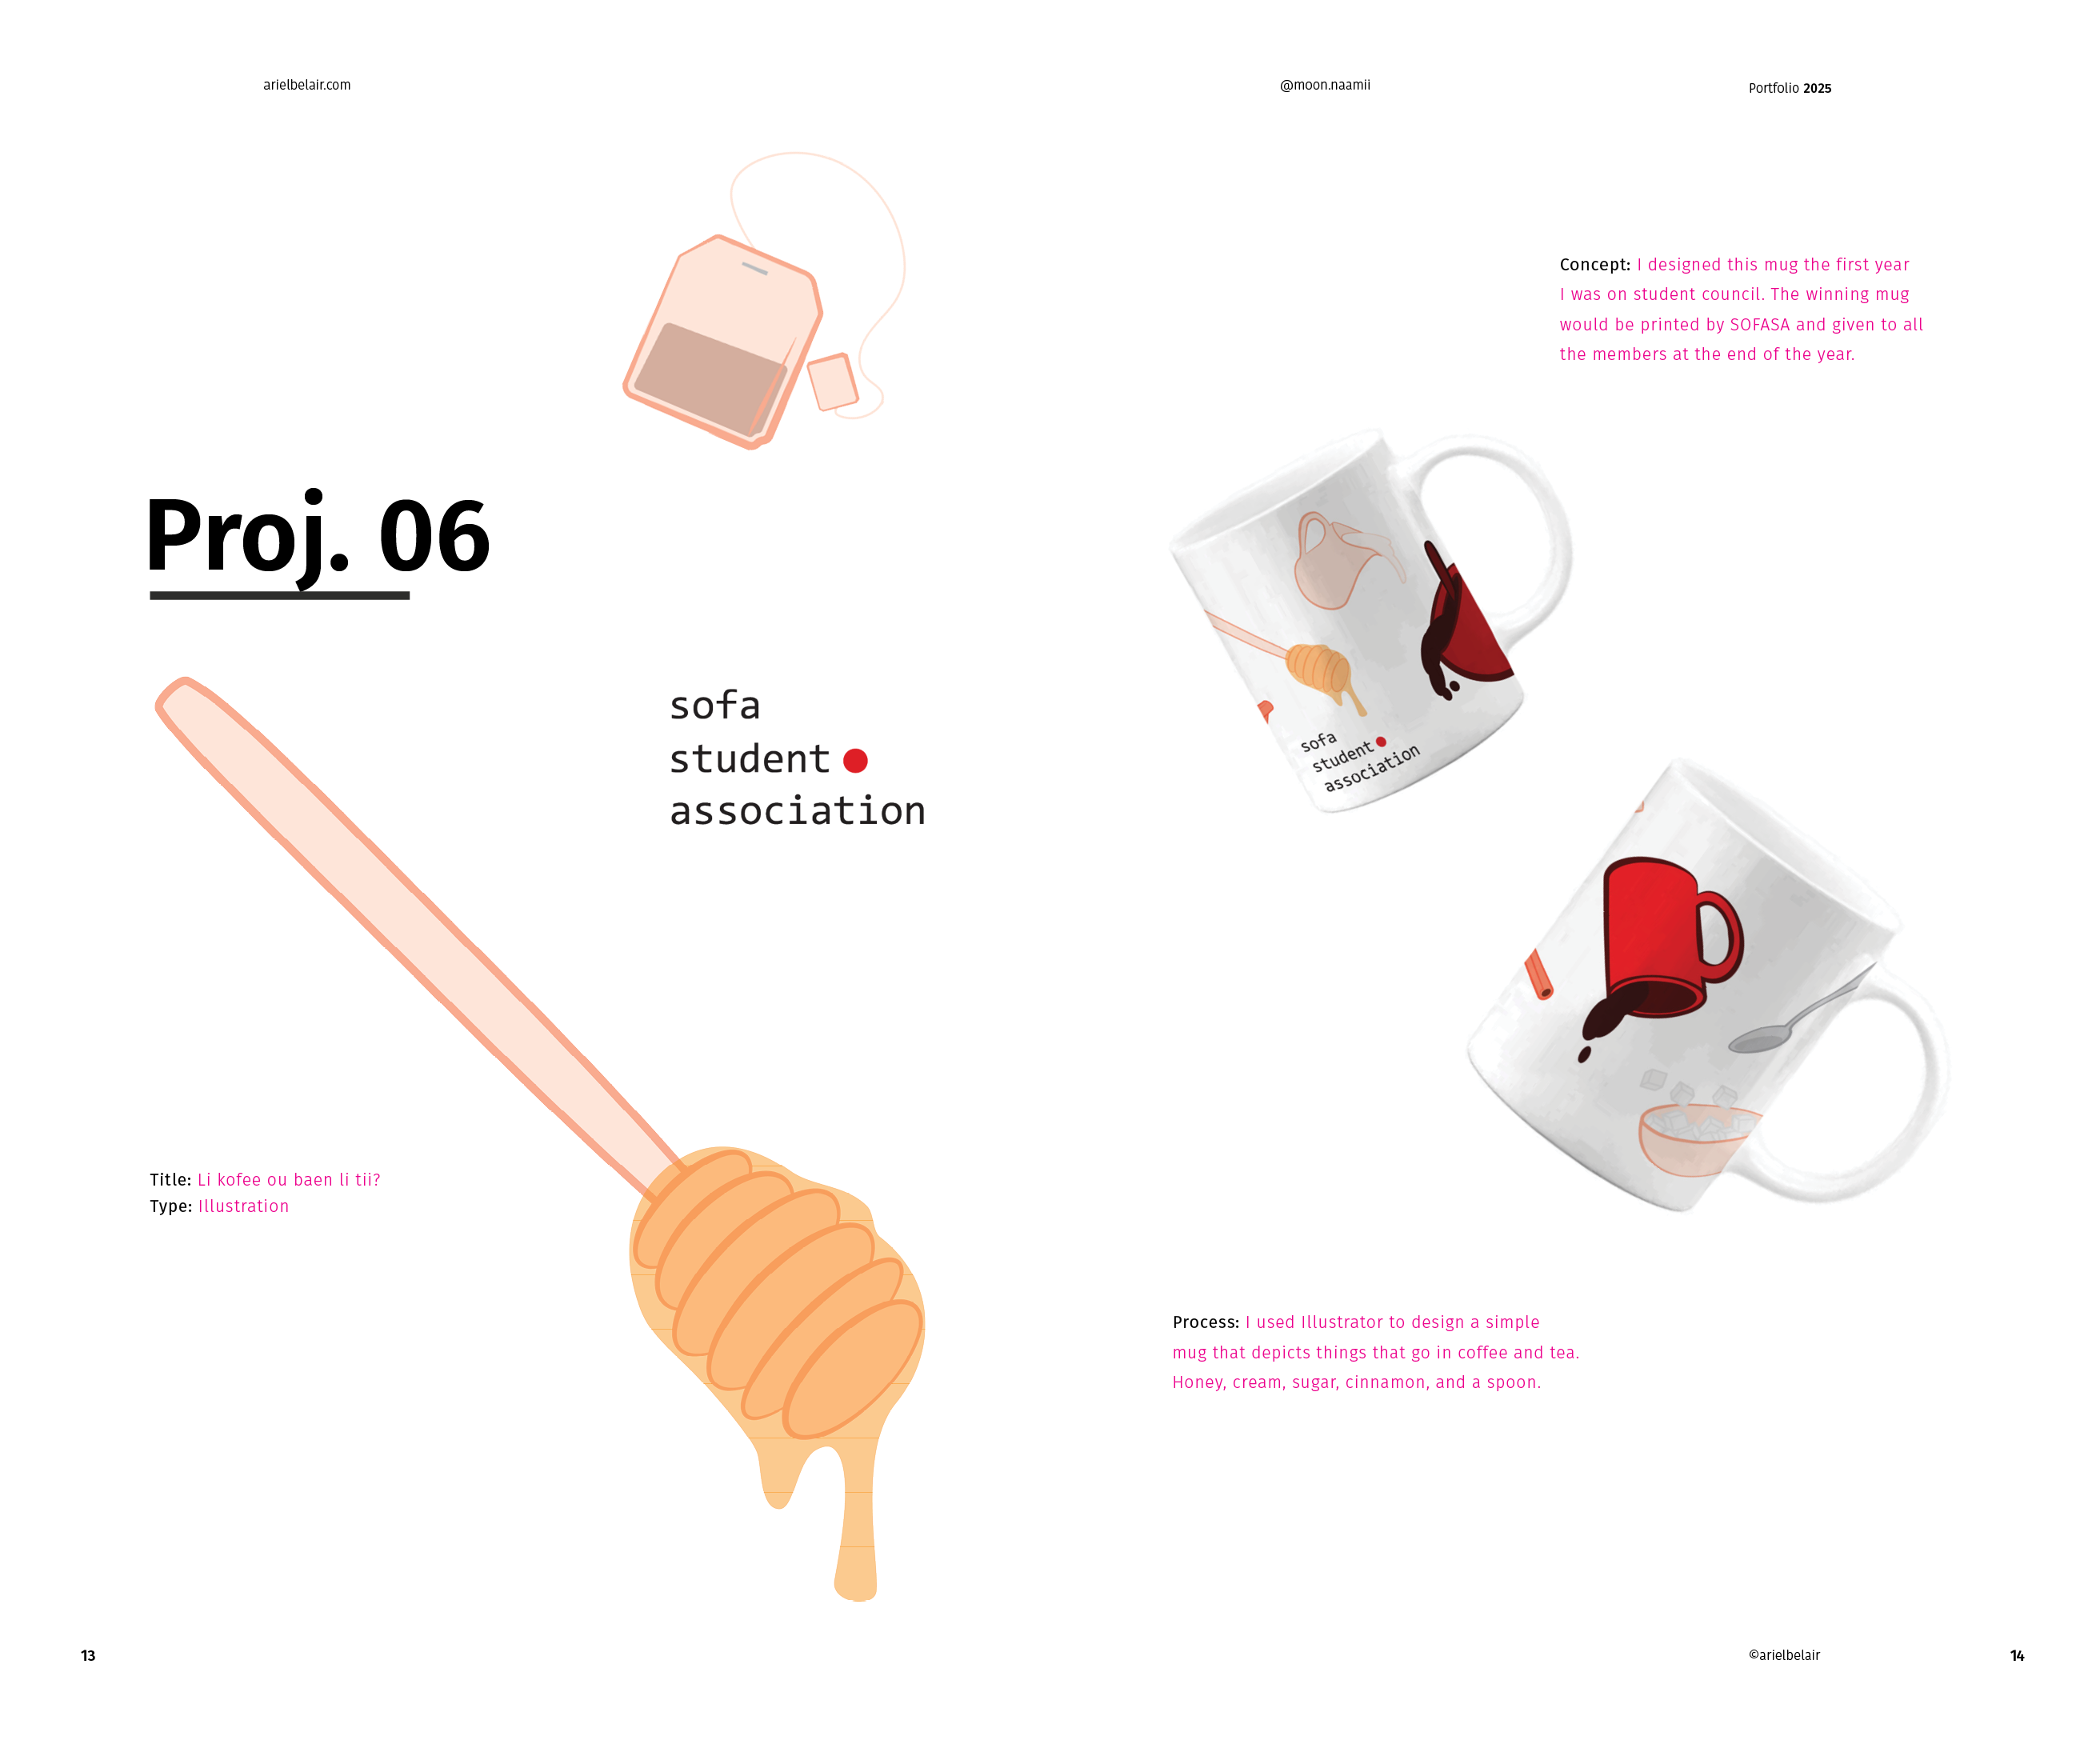 arielbelair.com
@moon.naamii
Portfolio 2025
Concept: I designed this mug the first year
I was on student council. The winning mug
would be printed by SOFASA and given to all
the members at the end of the year.
Proj. 06
sofa
student
association
sofa
student
association
Title: Li kofee ou baen li tii?
Type: Illustration
Process: I used Illustrator to design a simple
mug that depicts things that go in coffee and tea.
Honey, cream, sugar, cinnamon, and a spoon.
13
©arielbelair
14